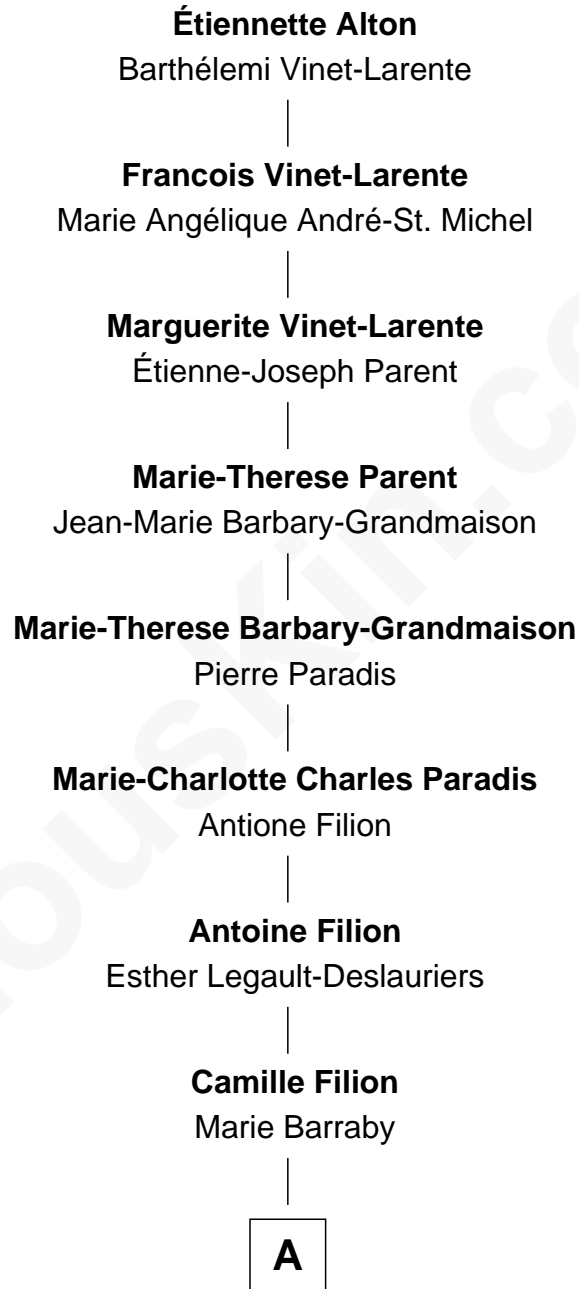 Étiennette Alton
Barthélemi Vinet-Larente
Francois Vinet-Larente
Marie Angélique André-St. Michel
Marguerite Vinet-Larente
Étienne-Joseph Parent
Marie-Therese Parent
Jean-Marie Barbary-Grandmaison
Marie-Therese Barbary-Grandmaison
Pierre Paradis
Marie-Charlotte Charles Paradis
Antione Filion
Antoine Filion
Esther Legault-Deslauriers
Camille Filion
Marie Barraby
A